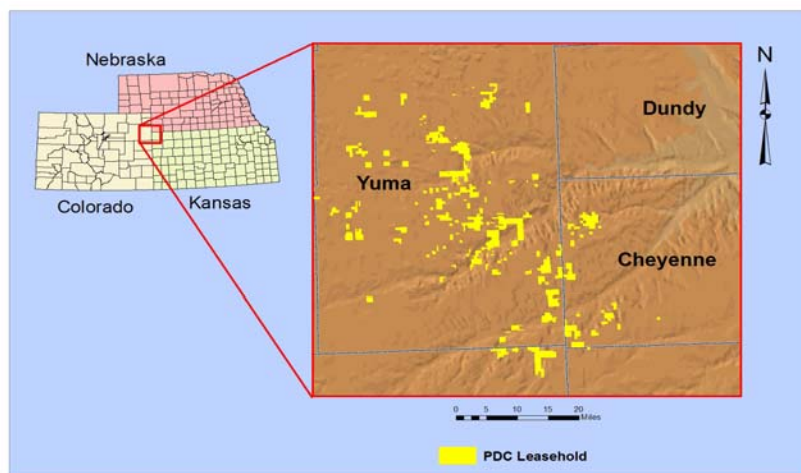 Nebraska
Colorado
Kansas
N
Dundy
Yuma
Cheyenne
0 5 10 15 20
Miles
PDC Leasehold